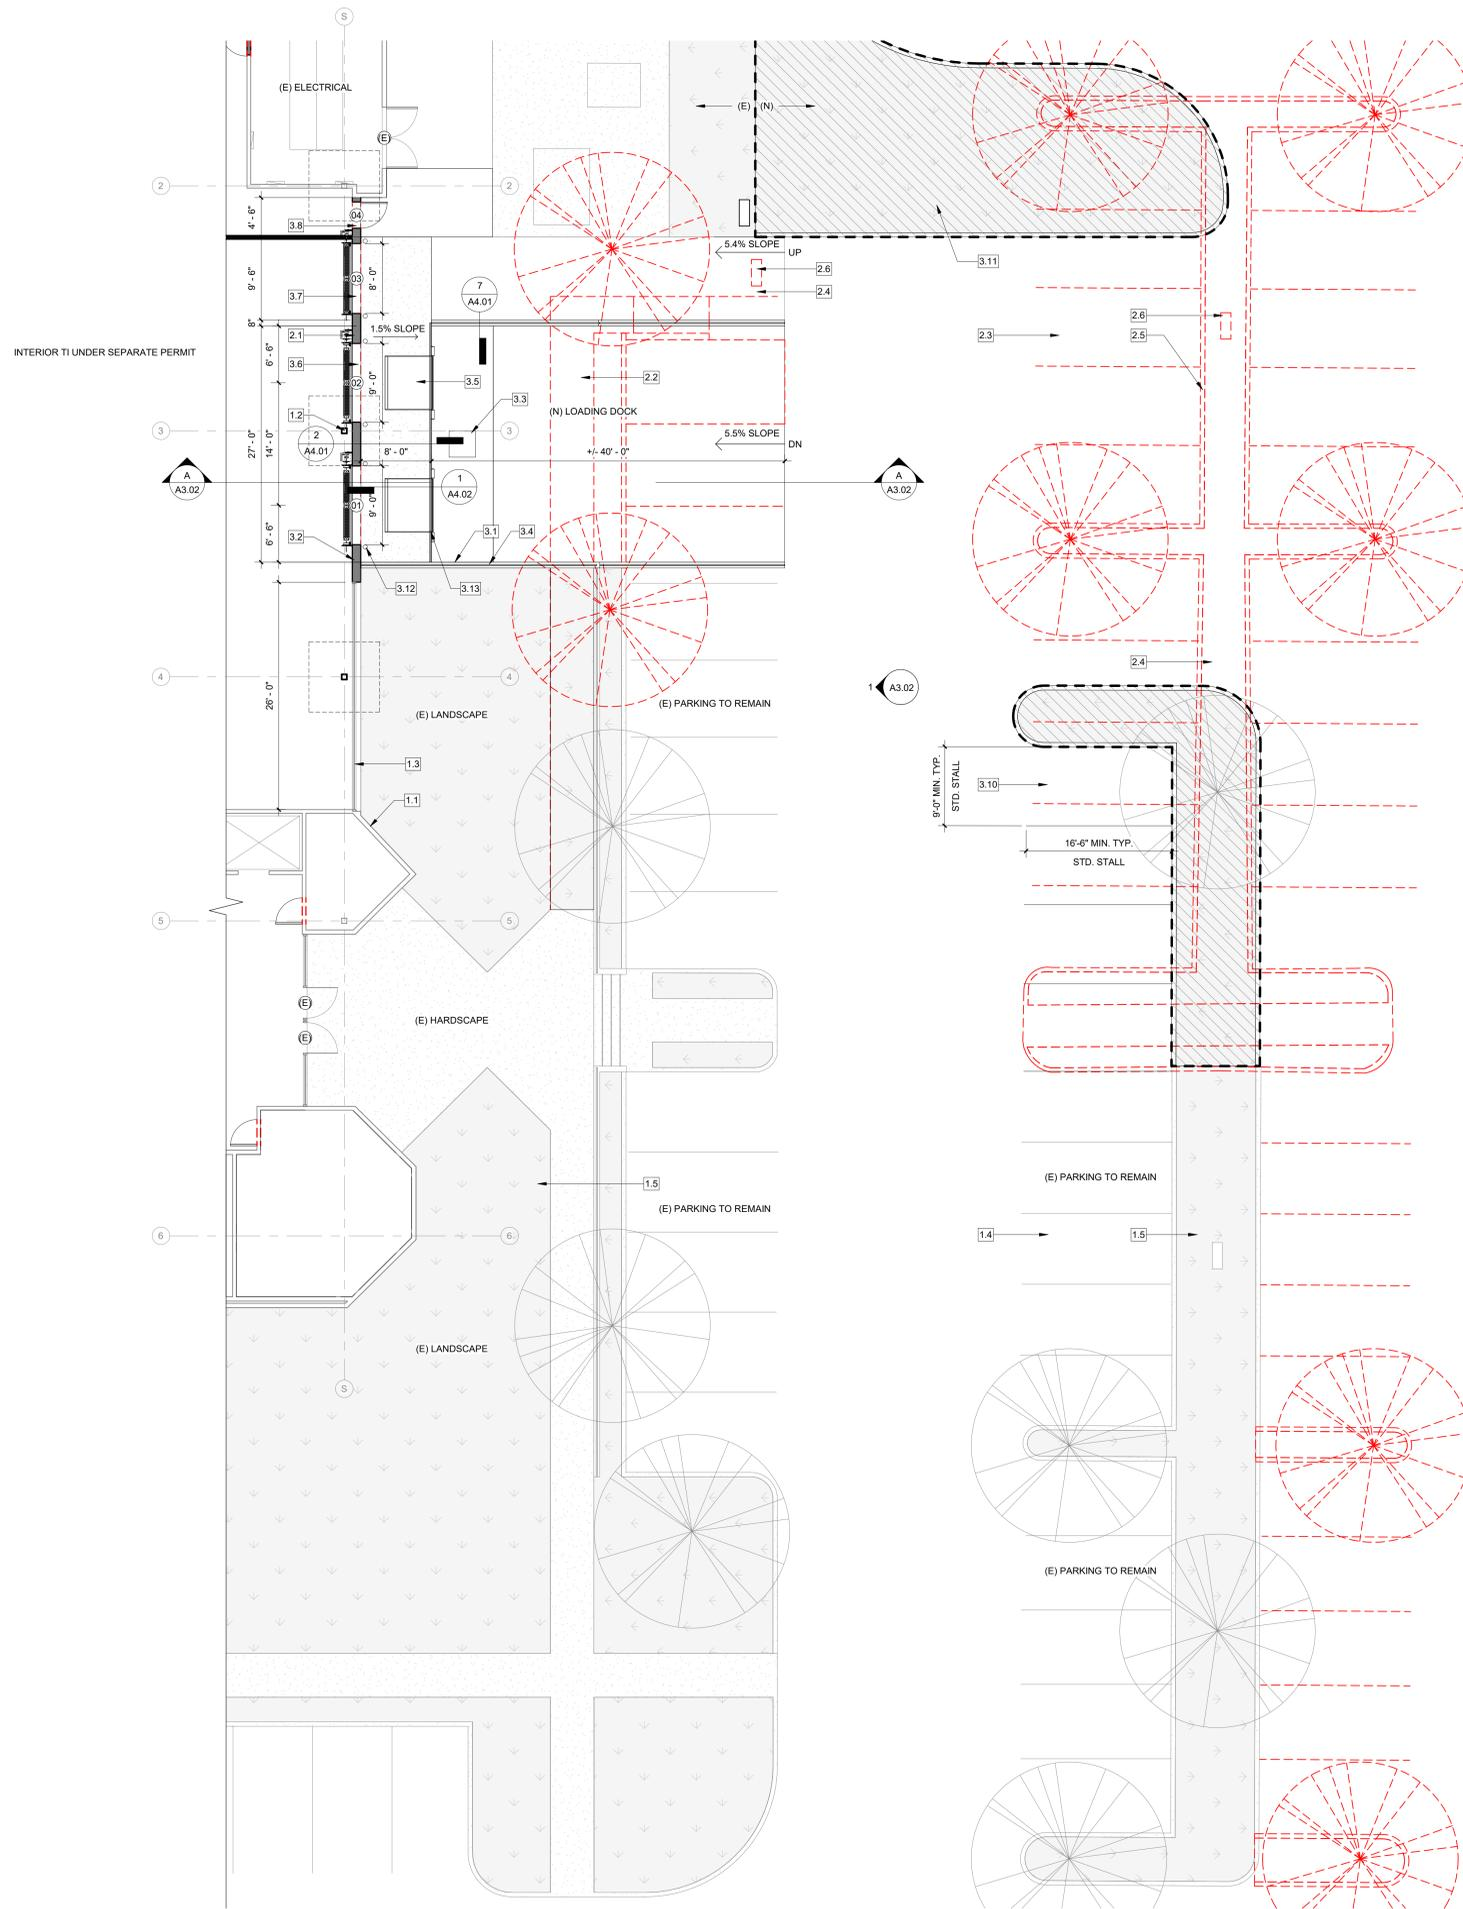 S
(E) ELECTRICAL
(E) (N)
(E)
2
2
4' - 6"
04
3.8
5.4% SLOPE
UP
3.11
7
A4.01
2.6
2.4
9' - 6"
03
8' - 0"
3.7
8"
2.1
1.5% SLOPE
2.6
2.3
2.5
INTERIOR TI UNDER SEPARATE PERMIT
6' - 6"
3.6
02
9' - 0"
3.5
2.2
3.3
(N) LOADING DOCK
1.2
3
3
2
A4.01
27' - 0"
14' - 0"
8' - 0"
5.5% SLOPE
DN
+/- 40' - 0"
A
A3.02
1
A4.02
A
A3.02
01
9' - 0"
6' - 6"
3.2
3.1
3.4
3.12
3.13
2.4
4
4
26' - 0"
1
A3.02
(E) PARKING TO REMAIN
(E) LANDSCAPE
1.3
9'-0" MIN. TYP.
STD. STALL
3.10
1.1
16'-6" MIN. TYP.
STD. STALL
5
5
(E)
(E) HARDSCAPE
(E)
1.5
(E) PARKING TO REMAIN
(E) PARKING TO REMAIN
6
6
1.4
1.5
(E) LANDSCAPE
S
(E) PARKING TO REMAIN